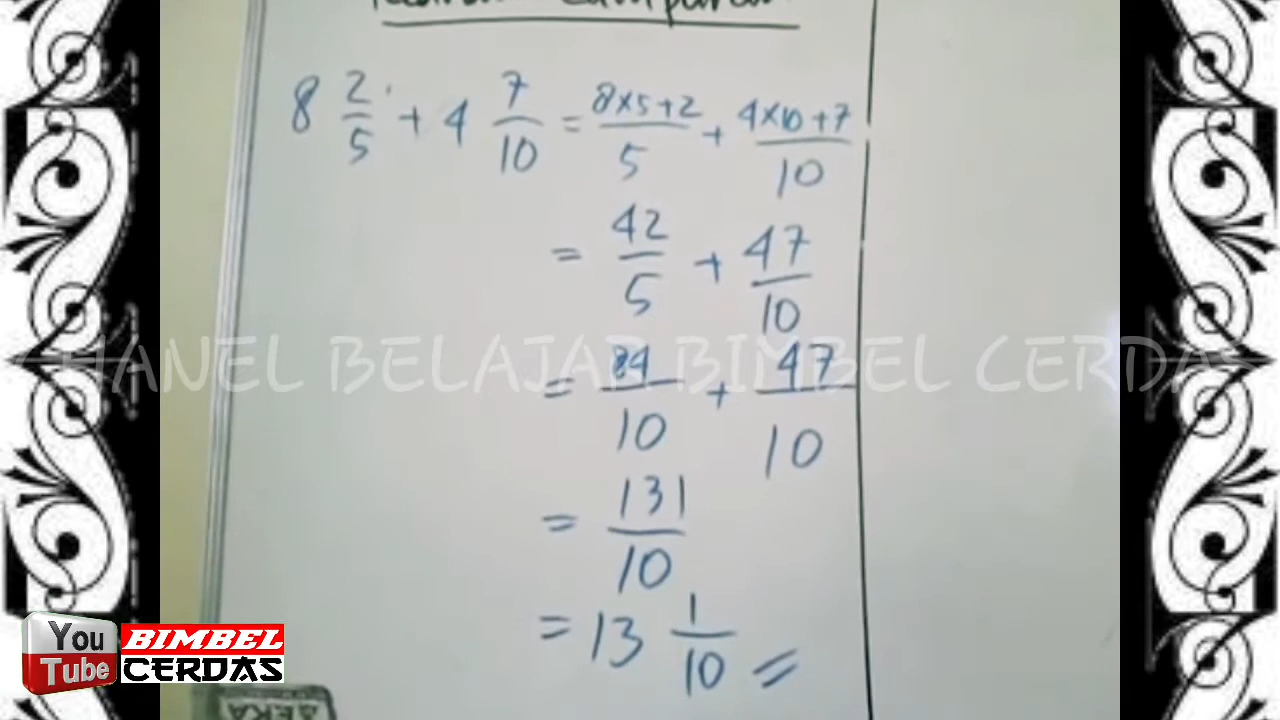 8 2/5 + 4 7/10 = 8×5+2/5 + 4×10+7/10
= 42/5 + 47/10
= 84/10 + 47/10
= 131/10
= 13 1/10
HANEL BELAJAR BIMBEL CERDA
You Tube
BIMBEL
CERDAS